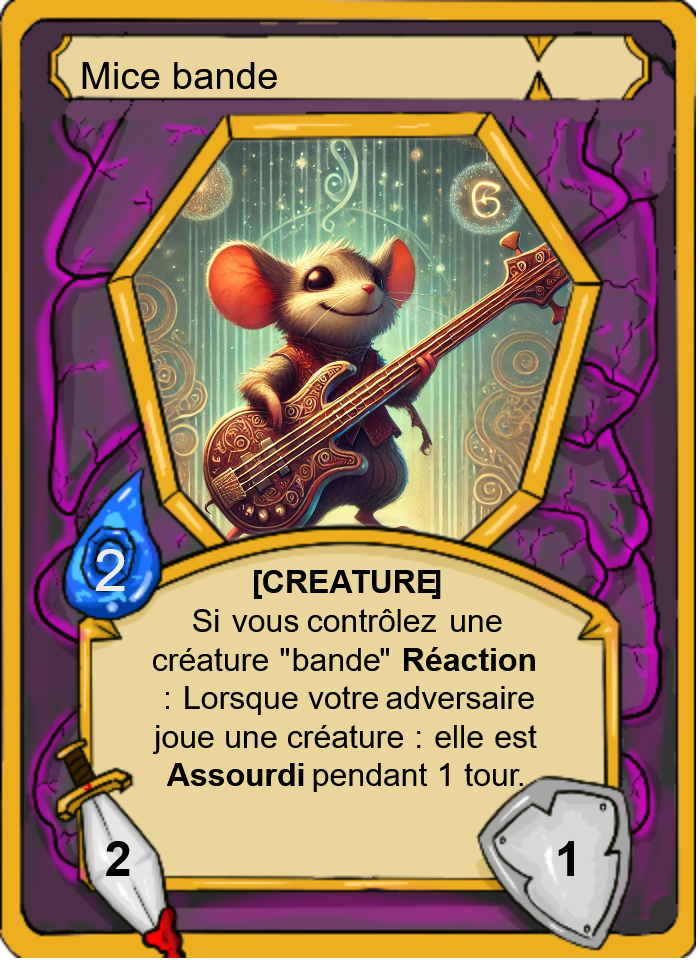 Mice bande
6
2
[CREATURE]
Si vous contrôlez une
créature "bande" Réaction
: Lorsque votre adversaire
joue une créature : elle est
Assourdi pendant 1 tour.
2
1